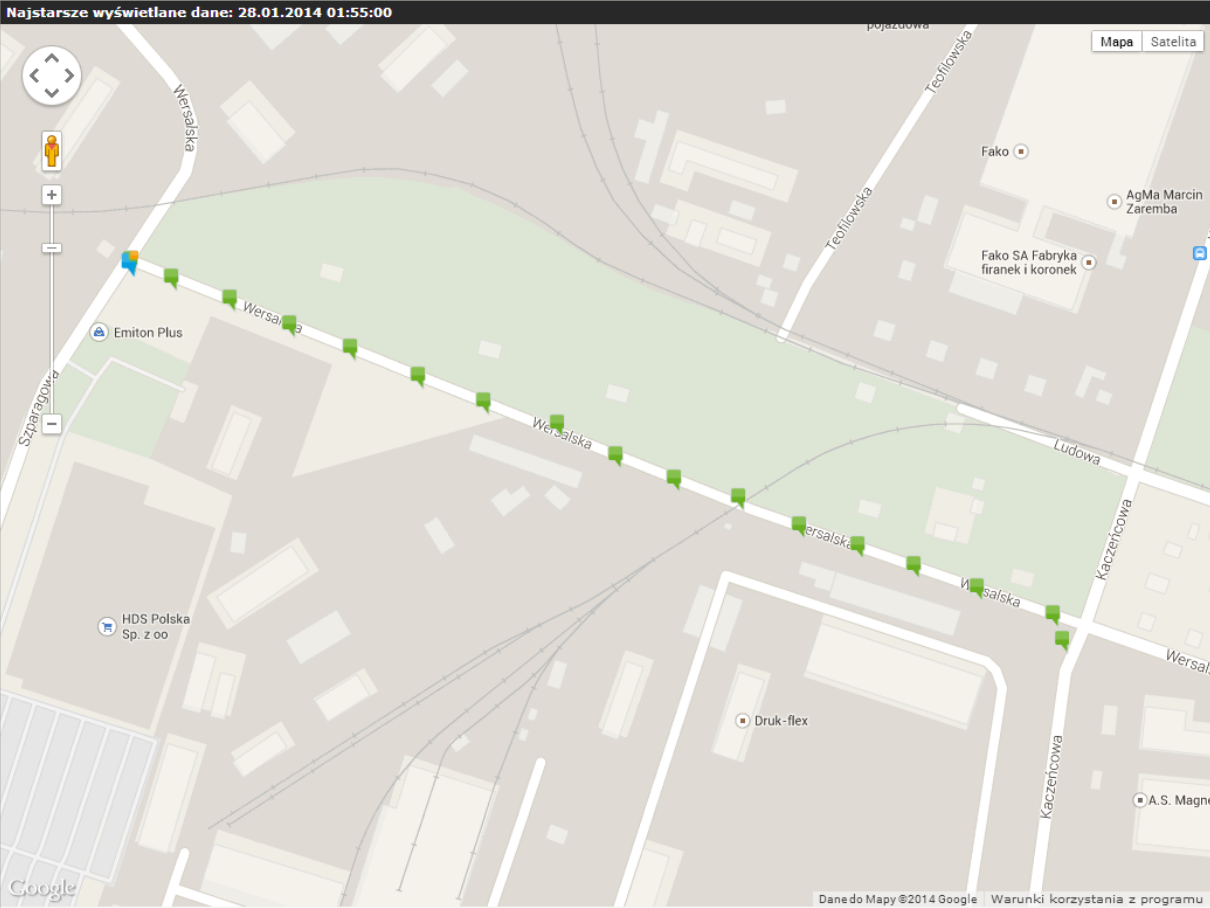 Najstarsze wyświetlane dane: 28.01.2014 01:55:00
pojazdowa
Mapa
Satelita
Teofilowska
Wersalska
Fako
AgMa Marcin
Zaremba
Teofilowska
Fako SA Fabryka
firanek i koronek
Wersalska
Emiton Plus
Szparagowa
Wersalska
Ludowa
Kaczeńcowa
Wersalska
Wersalska
HDS Polska
Sp. z oo
Wersals
Druk-flex
Kaczeńcowa
A.S. Magne
Google
Dane do Mapy ©2014 Google
Warunki korzystania z programu